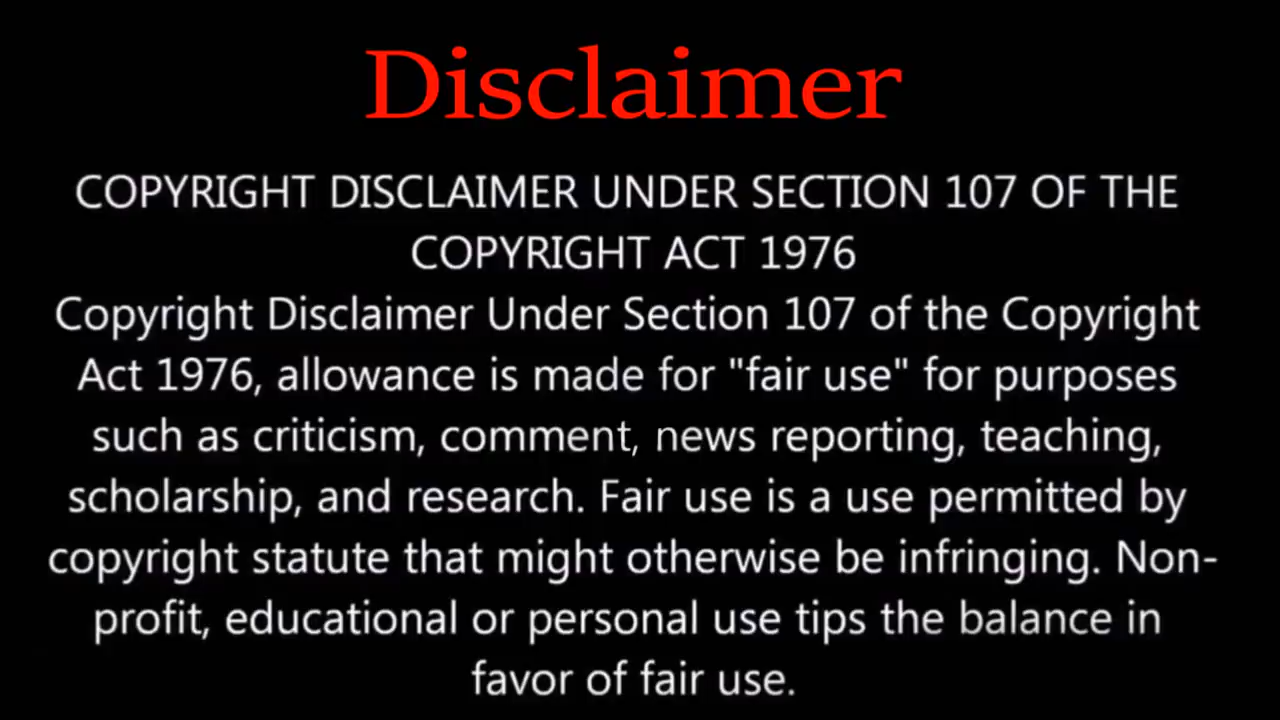 Disclaimer
COPYRIGHT DISCLAIMER UNDER SECTION 107 OF THE
COPYRIGHT ACT 1976
Copyright Disclaimer Under Section 107 of the Copyright
Act 1976, allowance is made for "fair use" for purposes
such as criticism, comment, news reporting, teaching,
scholarship, and research. Fair use is a use permitted by
copyright statute that might otherwise be infringing. Non-
profit, educational or personal use tips the balance in
favor of fair use.